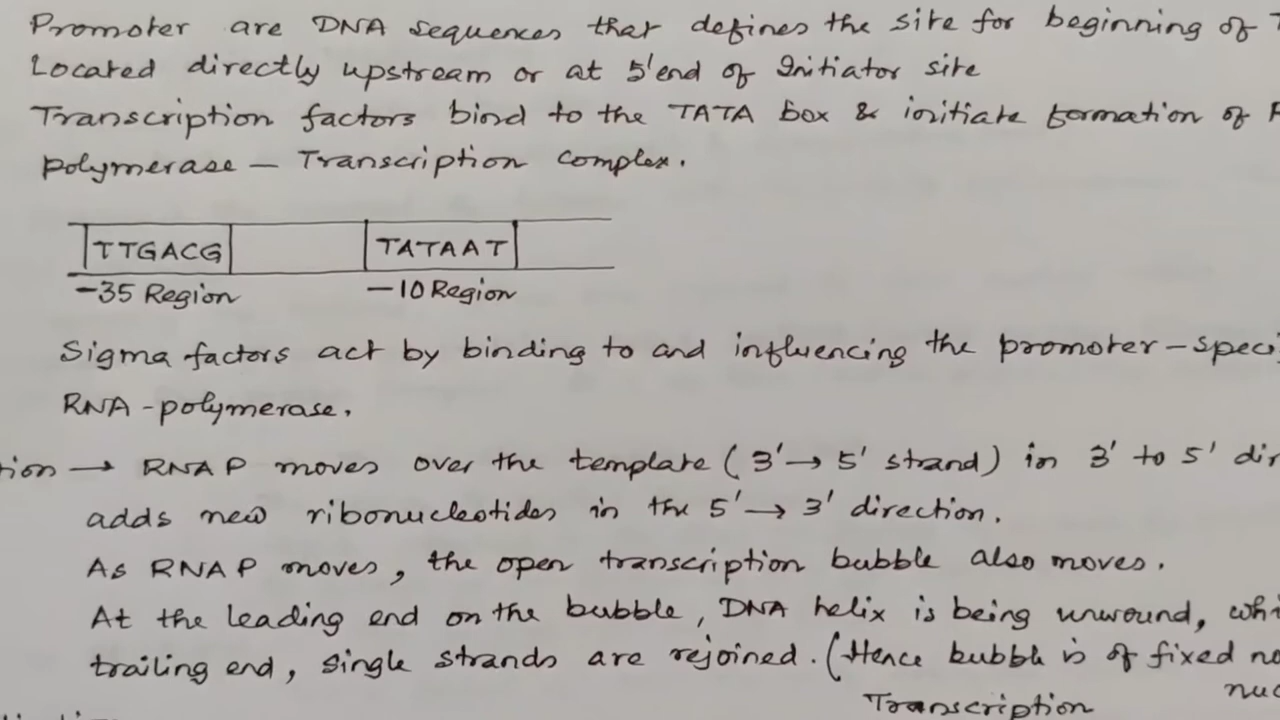 Promoter are DNA sequences that defines the site for beginning of
Located directly upstream or at 5' end of Initiator site
Transcription factors bind to the TATA box & initiate formation of
polymerase — Transcription complex.
TTGACG TATAAT
-35 Region -10 Region
Sigma factors act by binding to and influencing the promoter-speci
RNA-polymerase.
tion → RNAP moves over the template (3' → 5' strand) in 3' to 5' dir
adds new ribonucleotides in the 5' → 3' direction.
As RNAP moves, the open transcription bubble also moves.
At the leading end on the bubble, DNA helix is being unwound, whi
trailing end, single strands are rejoined. (Hence bubble is of fixed no
nuc
Transcription